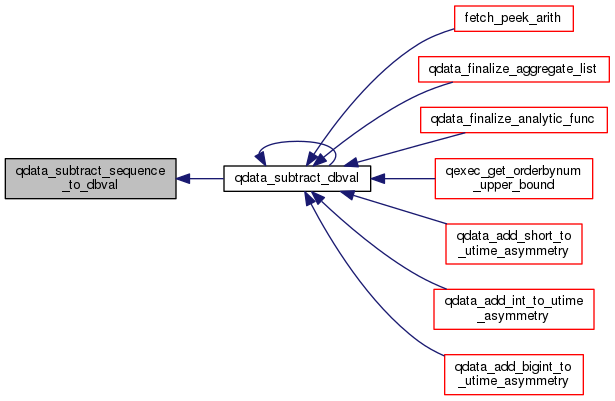 fetch_peek_arith
qdata_finalize_aggregate_list
qdata_finalize_analytic_func
qdata_subtract_sequence
_to_dbval
qdata_subtract_dbval
qexec_get_orderbynum
_upper_bound
qdata_add_short_to
_utime_asymmetry
qdata_add_int_to_utime
_asymmetry
qdata_add_bigint_to
_utime_asymmetry